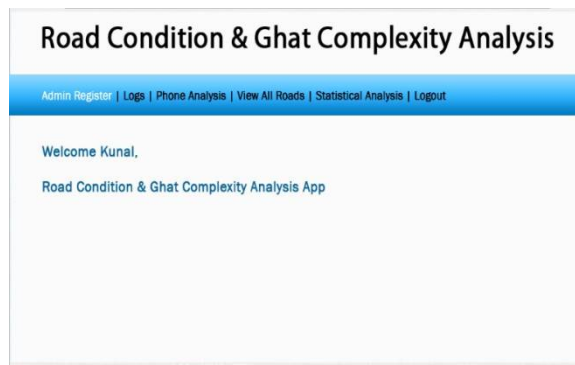 Road Condition & Ghat Complexity Analysis
Admin Register | Logs | Phone Analysis | View All Roads | Statistical Analysis | Logout
Welcome Kunal,
Road Condition & Ghat Complexity Analysis App